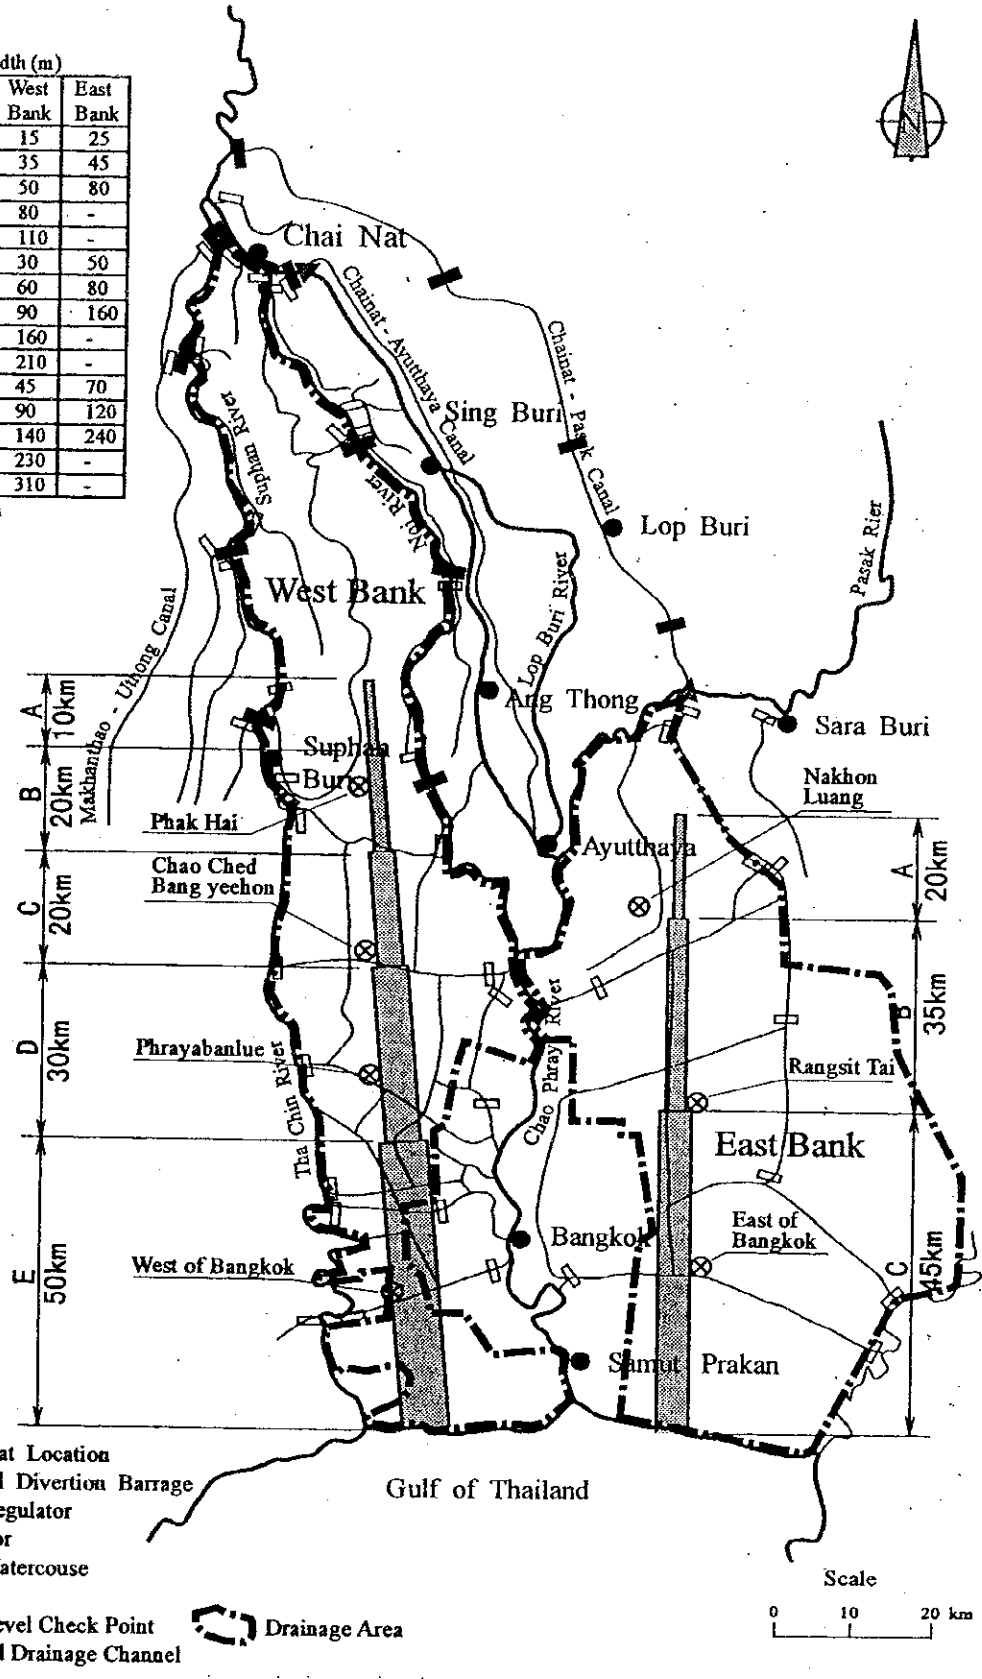 dth (m)
West East
Bank Bank
15 25
35 45
50 80
80 -
110 -
30 50
60 80
90 160
160 -
210 -
45 70
90 120
140 240
230 -
310 -
N
Chai Nat
Chainat - Ayutthaya Canal
Chainat - Pasak Canal
Sing Buri
Suphan River
Noi River
Lop Buri
Pasak Rier
West Bank
Lop Buri River
Makhanthao - Uthong Canal
Ang Thong
Sara Buri
A
10km
Suphan
Buri
B
20km
Nakhon
Luang
Phak Hai
Ayutthaya
Chao Ched
Bang yeehon
A
20km
C
20km
D
30km
B
35km
Phrayabanlue
Chao Phray River
Rangsit Tai
Tha Chin River
East Bank
East of
Bangkok
Bangkok
West of Bangkok
E
50km
C
45km
Samut Prakan
at Location
l Divertion Barrage
egulator
or
atercouse
Gulf of Thailand
Scale
0 10 20 km
evel Check Point
Drainage Area
l Drainage Channel